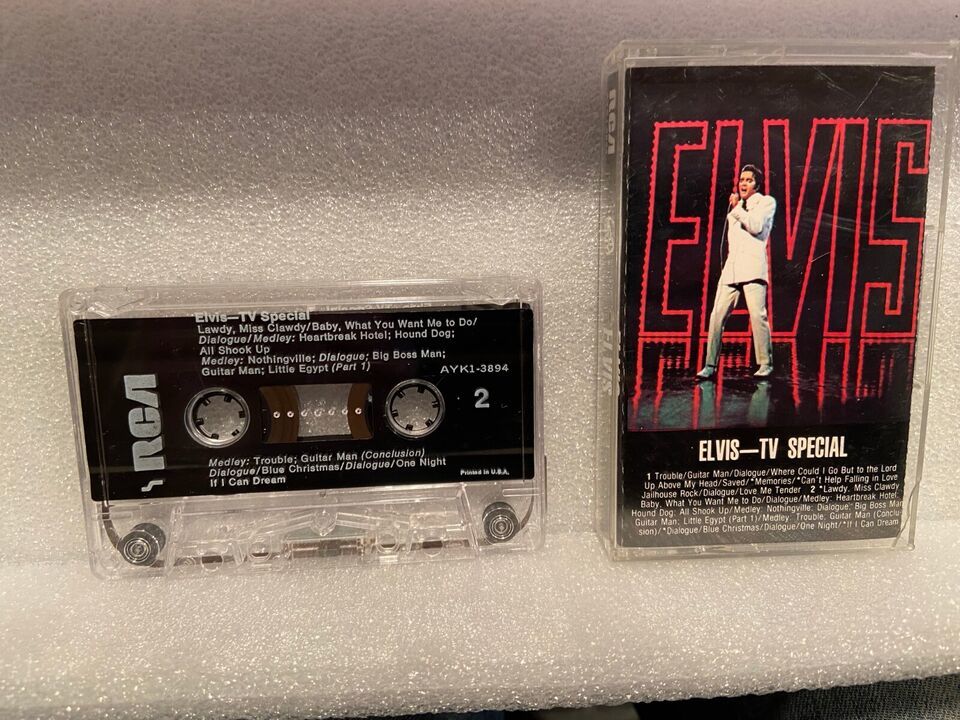 Elvis—TV Special
Lawdy, Miss Clawdy/Baby, What You Want Me to Do/
Dialogue/Medley: Heartbreak Hotel; Hound Dog;
All Shook Up
Medley: Nothingville; Dialogue; Big Boss Man;
Guitar Man; Little Egypt (Part 1)
AYK1-3894
RCA
2
Medley: Trouble; Guitar Man (Conclusion)
Dialogue/Blue Christmas/Dialogue/One Night
If I Can Dream
Printed in U.S.A.
RCA
ELVIS
ELVIS
ELVIS—TV SPECIAL
1 Trouble/Guitar Man/Dialogue/Where Could I Go But to the Lord
Up Above My Head/Saved/*Memories/*Can't Help Falling in Love
Jailhouse Rock/Dialogue/Love Me Tender 2 *Lawdy, Miss Clawdy
Baby, What You Want Me to Do/Dialogue/Medley: Heartbreak Hotel;
Hound Dog; All Shook Up/Medley: Nothingville; Dialogue; Big Boss Man
Guitar Man; Little Egypt (Part 1)/Medley: Trouble; Guitar Man (Conclu-
sion)/*Dialogue/Blue Christmas/Dialogue/One Night/*If I Can Dream